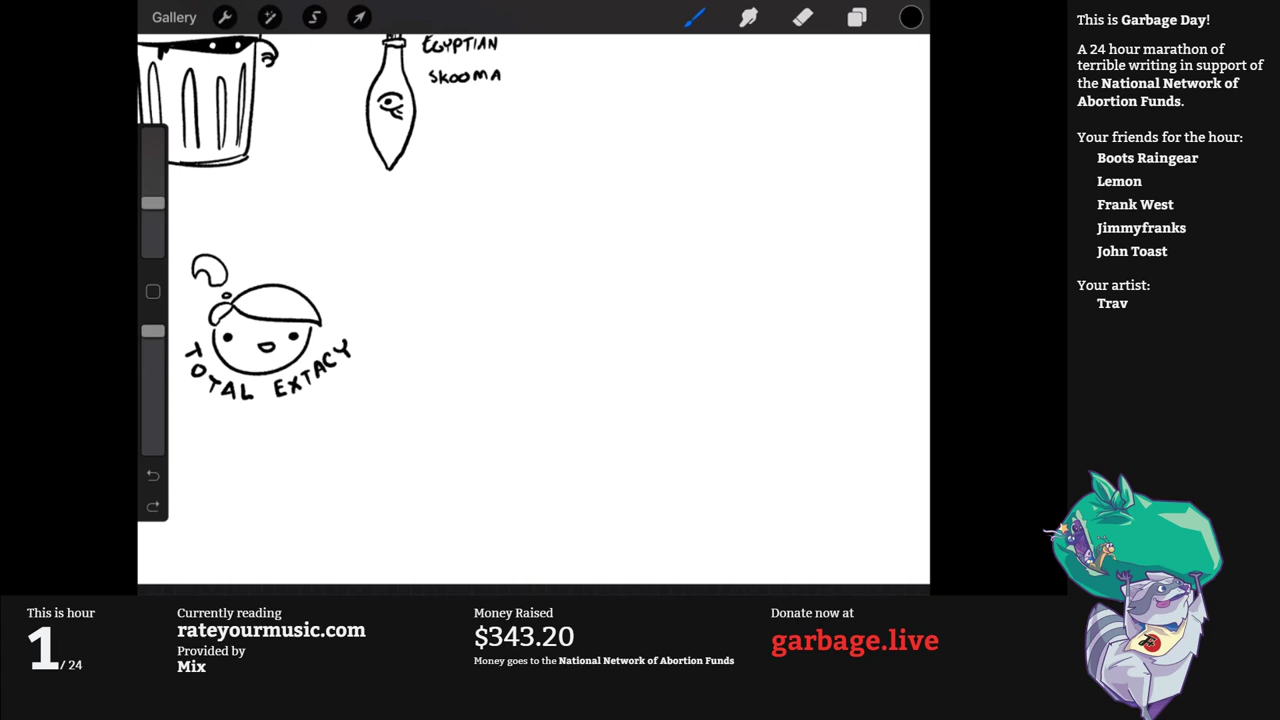 Gallery
EGYPTIAN
SKOOMA
TOTAL EXTACY
This is Garbage Day!
A 24 hour marathon of
terrible writing in support of
the National Network of
Abortion Funds.
Your friends for the hour:
Boots Raingear
Lemon
Frank West
Jimmyfranks
John Toast
Your artist:
Trav
This is hour
1 / 24
Currently reading
rateyourmusic.com
Provided by
Mix
Money Raised
$343.20
Money goes to the National Network of Abortion Funds
Donate now at
garbage.live